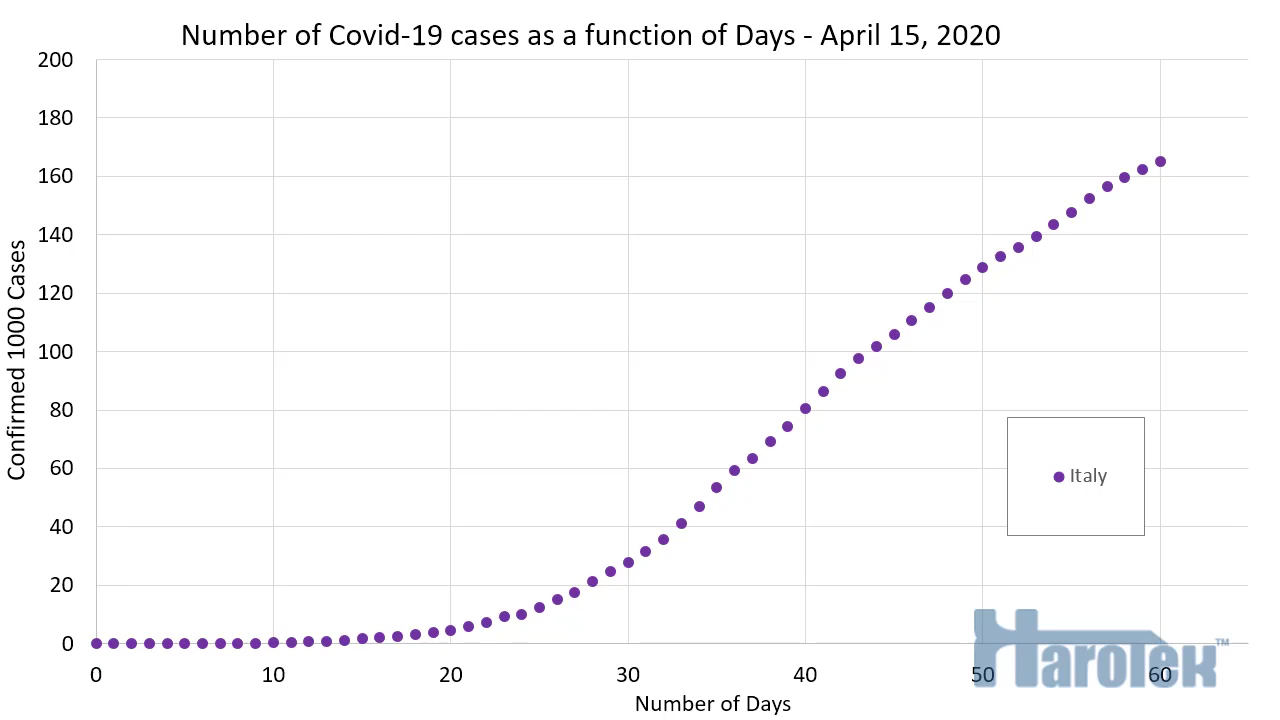 Number of Covid-19 cases as a function of Days - April 15, 2020
200
180
160
140
120
100
80
60
40
20
0
Confirmed 1000 Cases
Italy
0 10 20 30 40 50 60
Number of Days
HaroTek™